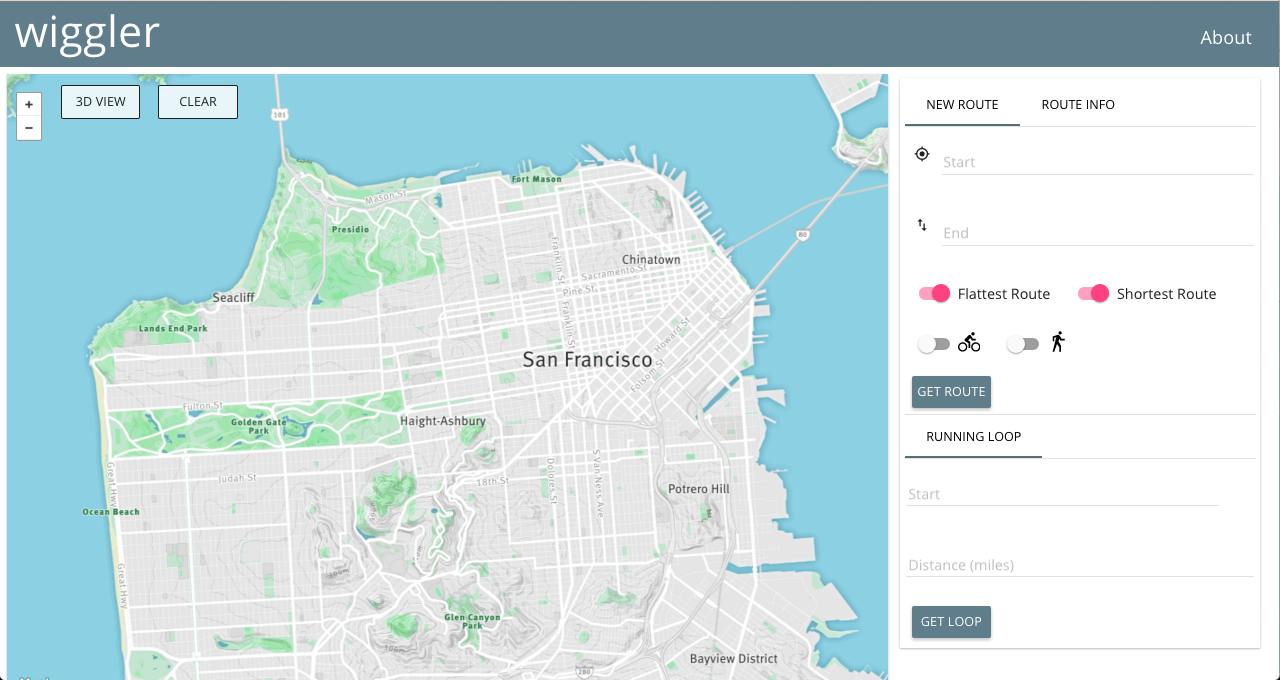 wiggler
About
+
−
3D VIEW
CLEAR
101
Fort Mason
Mason St
Presidio
80
Chinatown
Franklin St
Sacramento St
Pine St
Seacliff
Franklin St
Lands End Park
Howard St
San Francisco
Folsom St
Fulton St
Golden Gate
Park
Haight-Ashbury
Great Hwy
Judah St
18th St
Dolores St
S Van Ness Ave
Potrero Hill
Ocean Beach
Great Hwy
200m
Glen Canyon
Park
Bayview District
280
NEW ROUTE
ROUTE INFO
Start
End
Flattest Route
Shortest Route
GET ROUTE
RUNNING LOOP
Start
Distance (miles)
GET LOOP